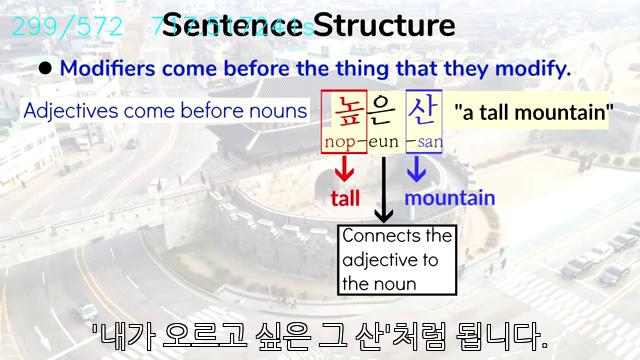 299/572
Sentence Structure
● Modifiers come before the thing that they modify.
Adjectives come before nouns 높은 산 "a tall mountain"
nop-eun-san
tall mountain
Connects the
adjective to
the noun
'내가 오르고 싶은 그 산'처럼 됩니다.